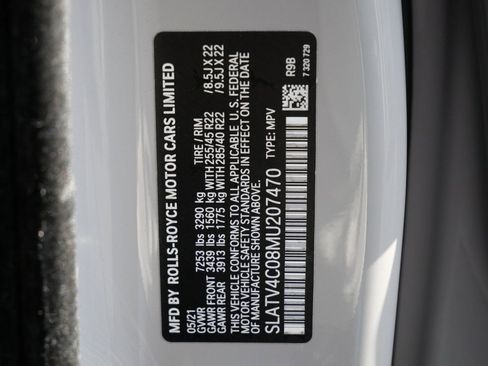 MFD BY ROLLS-ROYCE MOTOR CARS LIMITED
05/21 TIRE / RIM
GVWR 7253 lbs 3290 kg
GAWR FRONT 3439 lbs 1560 kg WITH 255/45 R22 /8.5J X 22
GAWR REAR 3913 lbs 1775 kg WITH 285/40 R22 /9.5J X 22
THIS VEHICLE CONFORMS TO ALL APPLICABLE U.S. FEDERAL
MOTOR VEHICLE SAFETY STANDARDS IN EFFECT ON THE DATE
OF MANUFACTURE SHOWN ABOVE.
SLATV4C08MU207470 TYPE: MPV
R9B
7 320 729